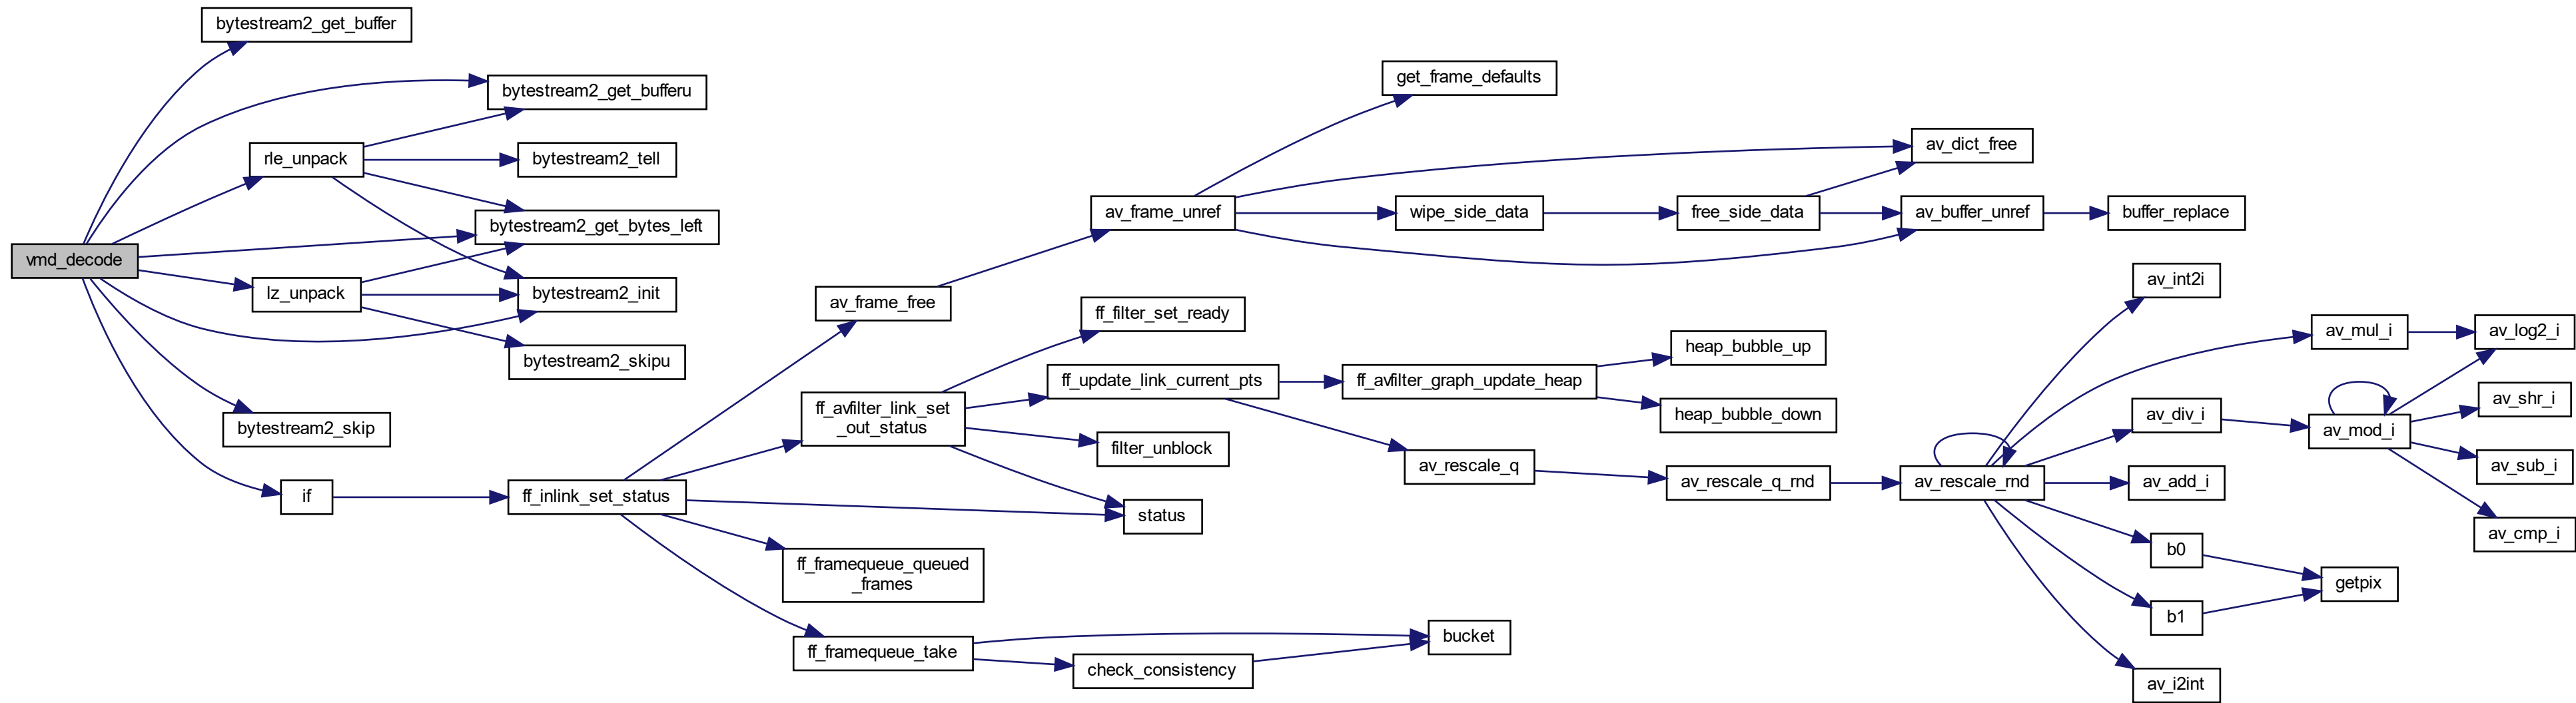 vmd_decode
bytestream2_get_buffer
bytestream2_get_bufferu
rle_unpack
bytestream2_tell
bytestream2_get_bytes_left
lz_unpack
bytestream2_init
bytestream2_skipu
bytestream2_skip
if
ff_inlink_set_status
av_frame_free
ff_avfilter_link_set
_out_status
status
ff_framequeue_queued
_frames
ff_framequeue_take
av_frame_unref
get_frame_defaults
av_dict_free
wipe_side_data
free_side_data
av_buffer_unref
buffer_replace
ff_filter_set_ready
ff_update_link_current_pts
filter_unblock
ff_avfilter_graph_update_heap
heap_bubble_up
heap_bubble_down
av_rescale_q
av_rescale_q_rnd
av_rescale_rnd
bucket
check_consistency
av_int2i
av_mul_i
av_log2_i
av_div_i
av_mod_i
av_shr_i
av_sub_i
av_cmp_i
av_add_i
b0
b1
getpix
av_i2int